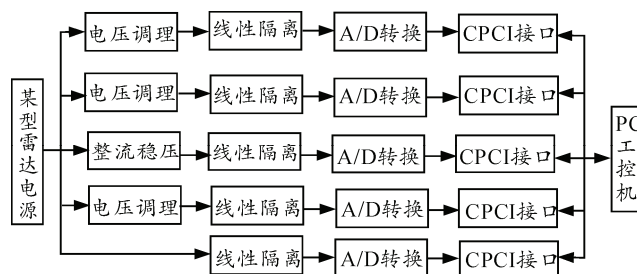 某型雷达电源
电压调理 线性隔离 A/D转换 CPCI接口
电压调理 线性隔离 A/D转换 CPCI接口
整流稳压 线性隔离 A/D转换 CPCI接口
电压调理 线性隔离 A/D转换 CPCI接口
线性隔离 A/D转换 CPCI接口
PC
工控机